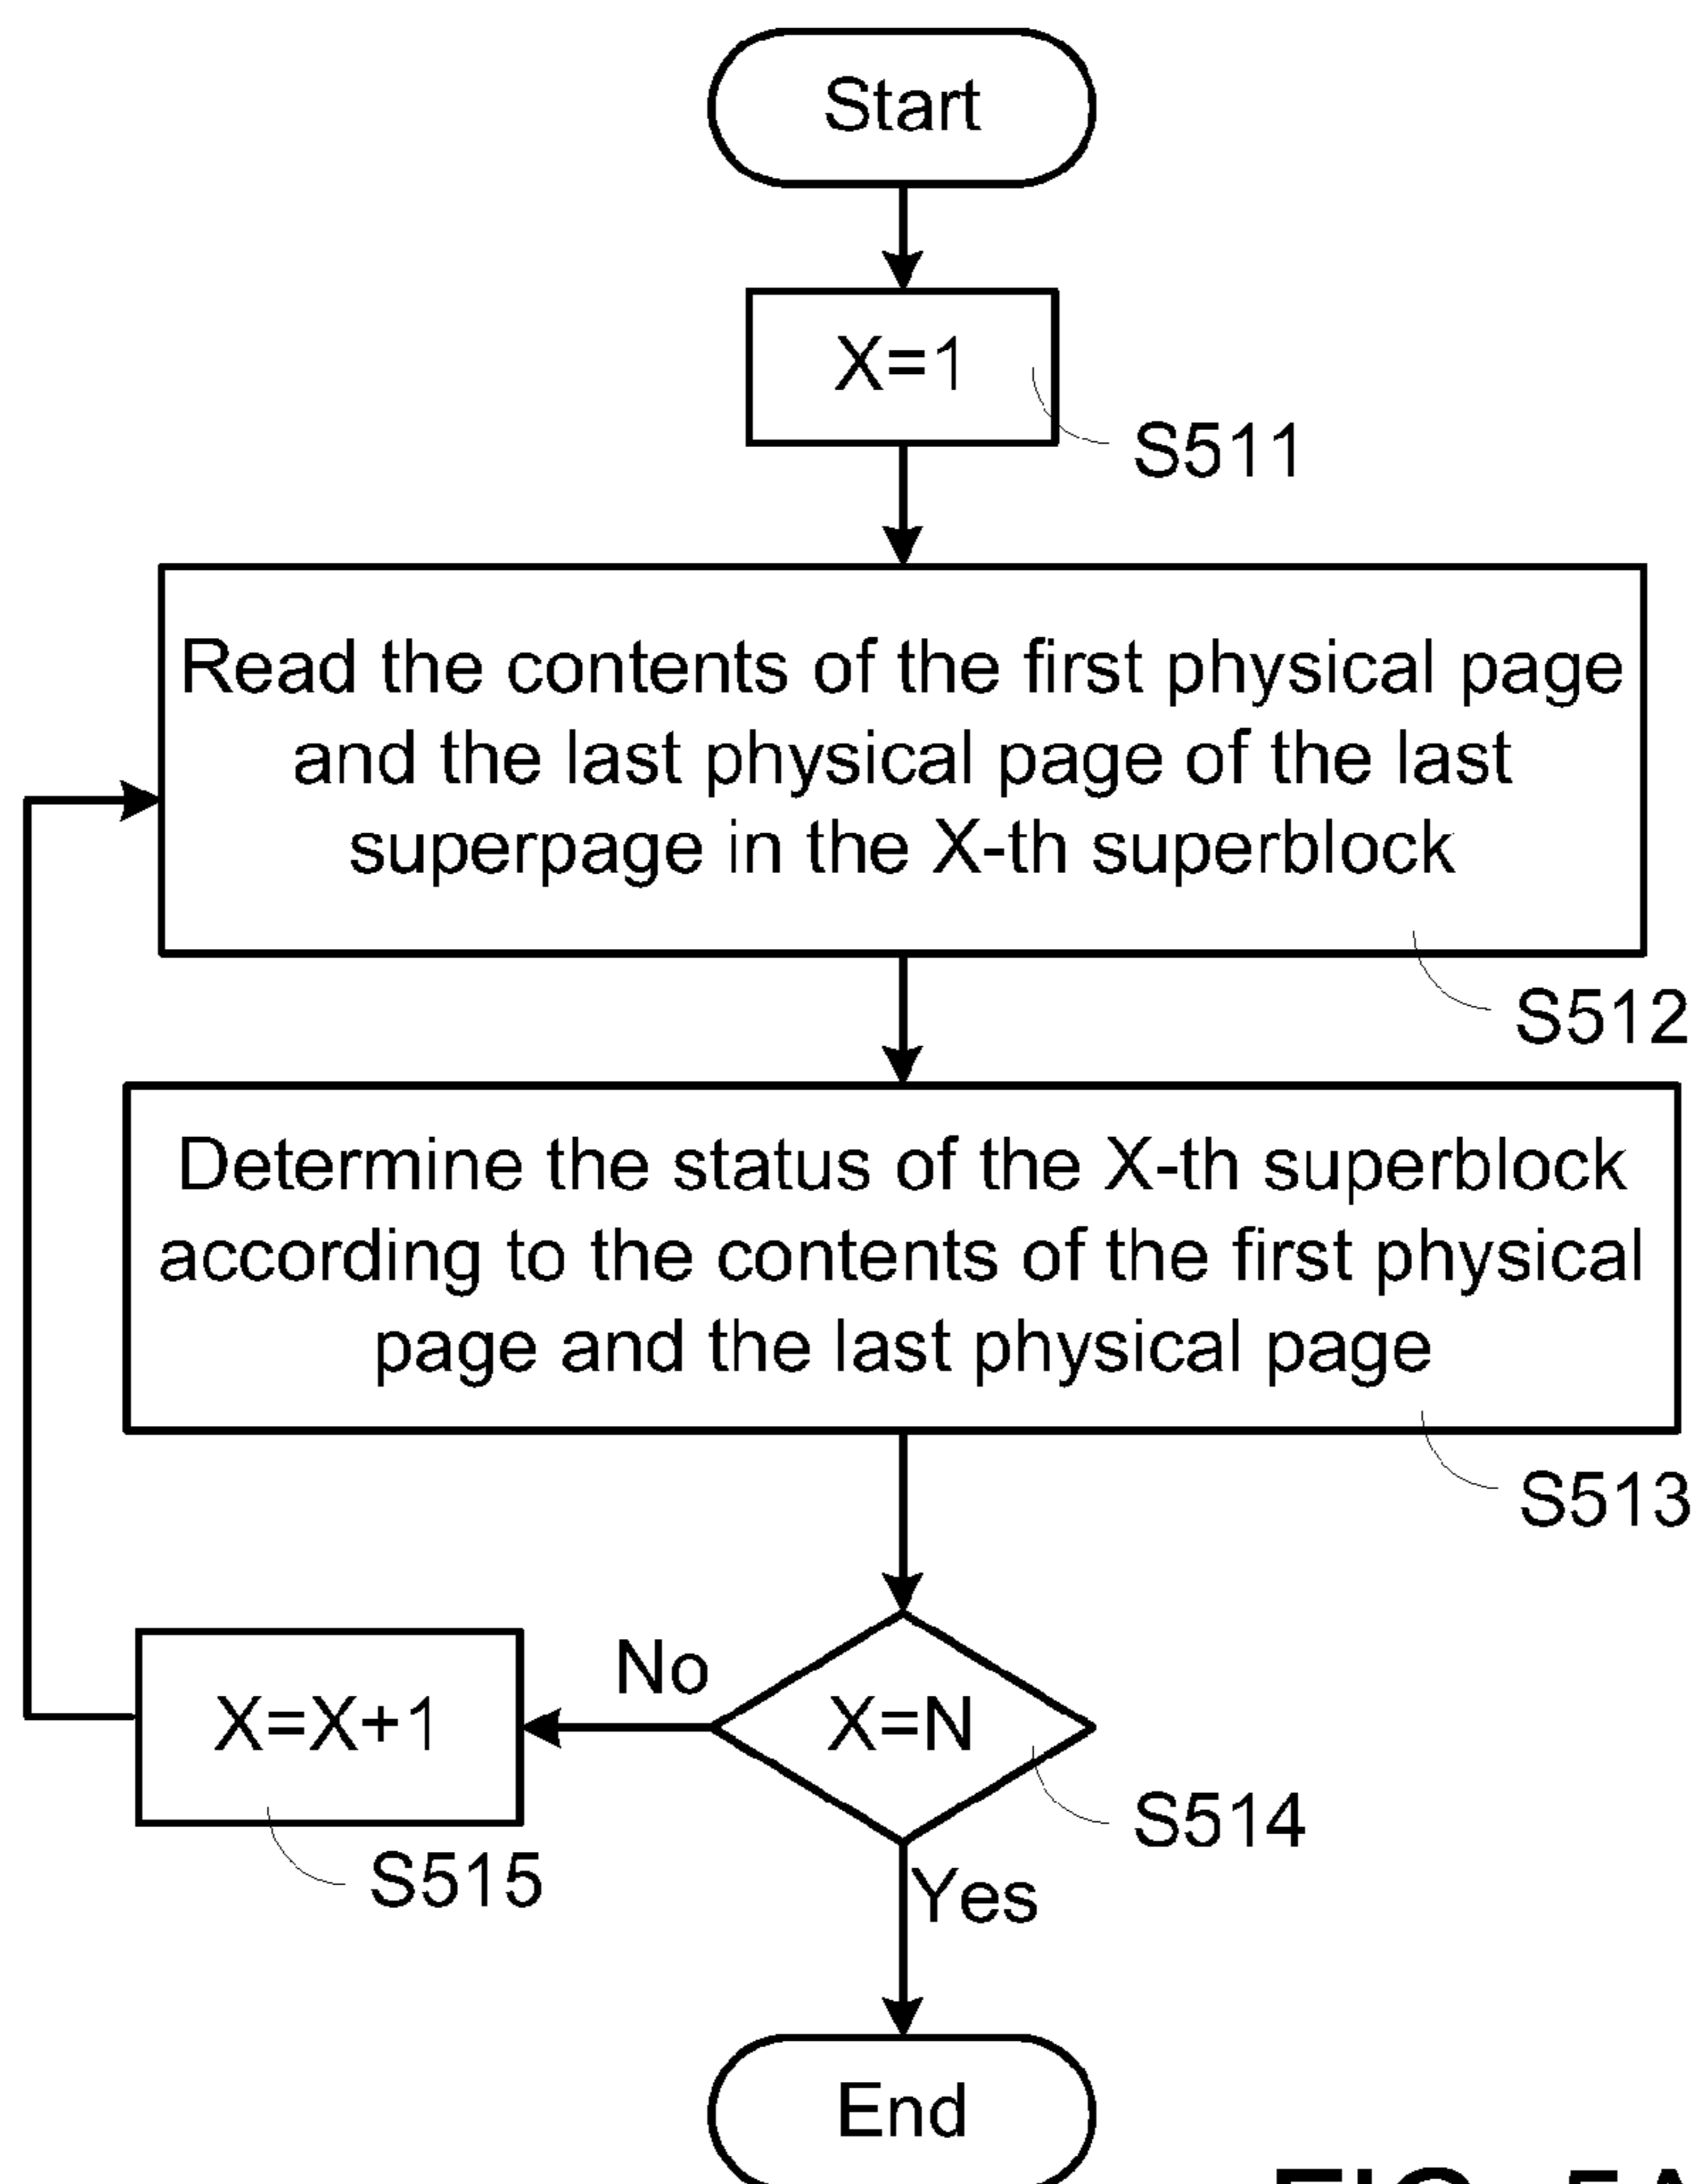 Start
X=1
S511
Read the contents of the first physical page
and the last physical page of the last
superpage in the X-th superblock
S512
Determine the status of the X-th superblock
according to the contents of the first physical
page and the last physical page
S513
No
X=X+1
X=N
S514
S515
Yes
End